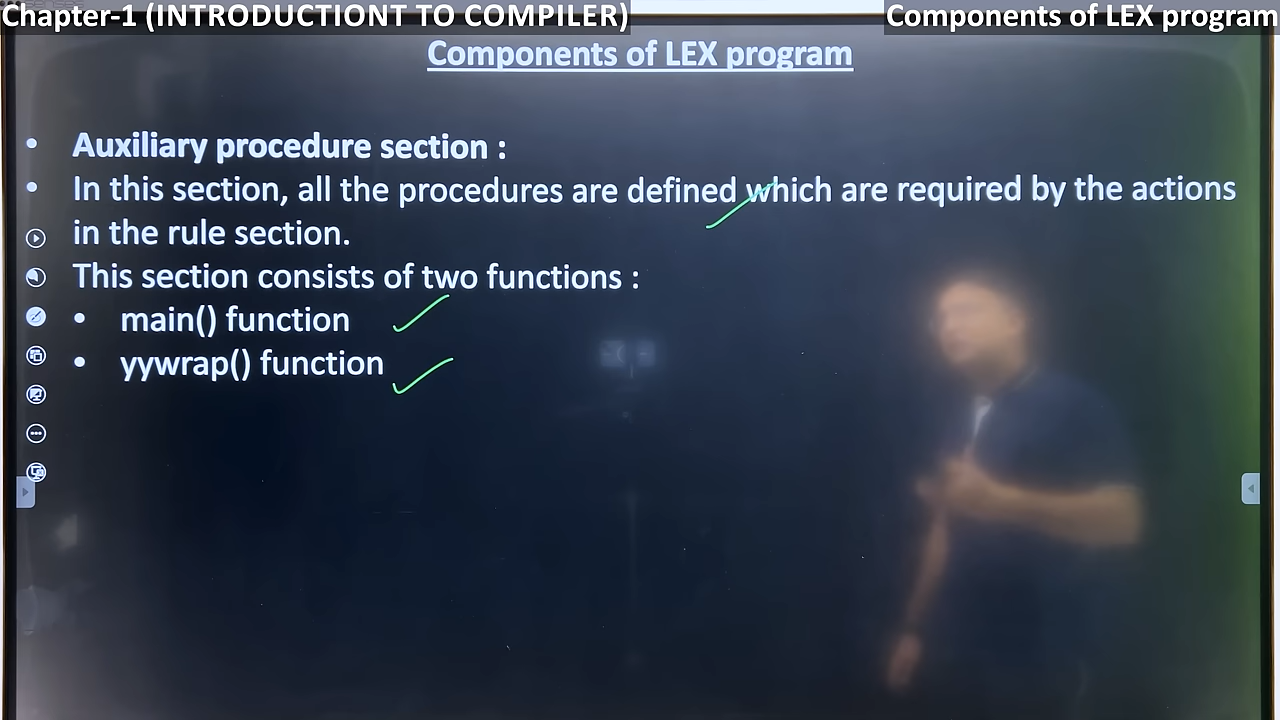 Chapter-1 (INTRODUCTIONT TO COMPILER)
Components of LEX program
Components of LEX program
• Auxiliary procedure section :
• In this section, all the procedures are defined which are required by the actions
in the rule section.
This section consists of two functions :
• main() function
• yywrap() function